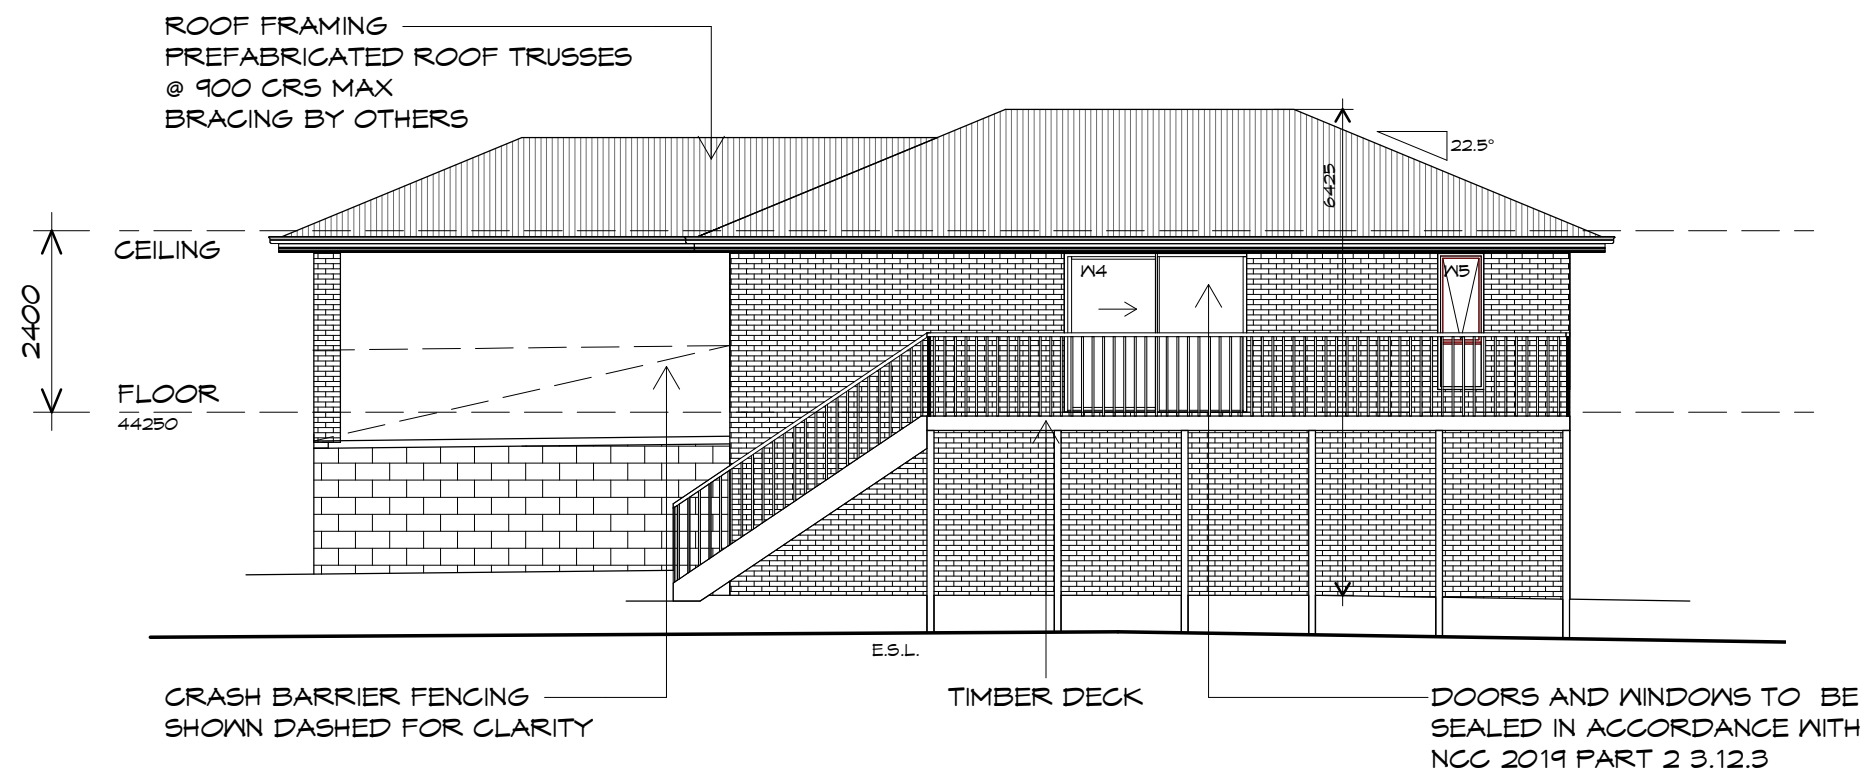 ROOF FRAMING
PREFABRICATED ROOF TRUSSES
@ 900 CRS MAX
BRACING BY OTHERS
22.5°
6425
CEILING
2400
W4
W5
FLOOR
44250
E.S.L.
CRASH BARRIER FENCING
SHOWN DASHED FOR CLARITY
TIMBER DECK
DOORS AND WINDOWS TO BE
SEALED IN ACCORDANCE WITH
NCC 2019 PART 2 3.12.3